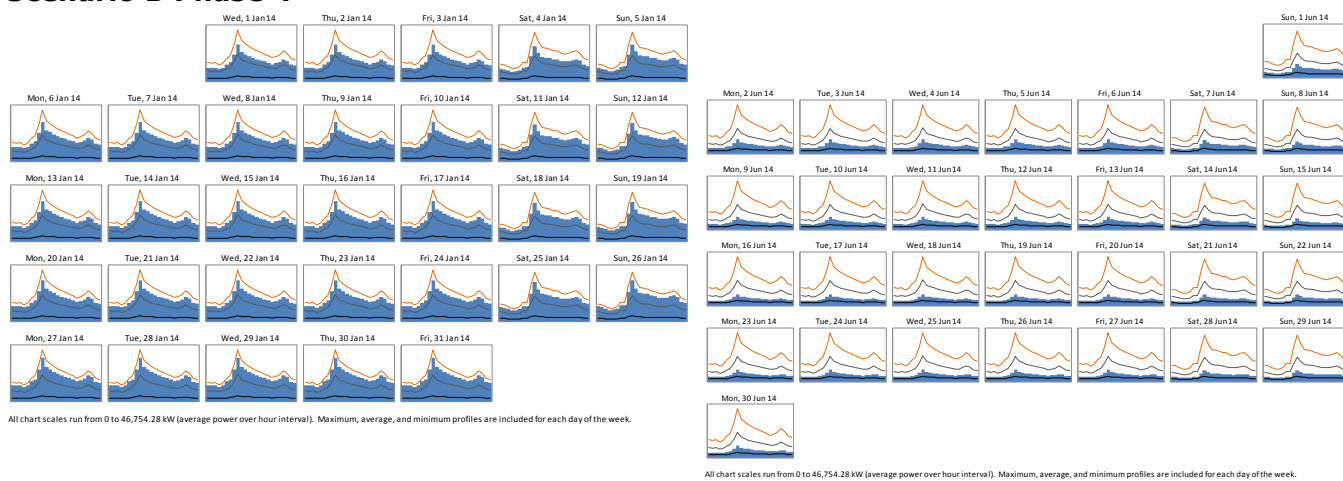 Wed, 1 Jan 14 Thu, 2 Jan 14 Fri, 3 Jan 14 Sat, 4 Jan 14 Sun, 5 Jan 14
Mon, 6 Jan 14 Tue, 7 Jan 14 Wed, 8 Jan 14 Thu, 9 Jan 14 Fri, 10 Jan 14 Sat, 11 Jan 14 Sun, 12 Jan 14
Mon, 13 Jan 14 Tue, 14 Jan 14 Wed, 15 Jan 14 Thu, 16 Jan 14 Fri, 17 Jan 14 Sat, 18 Jan 14 Sun, 19 Jan 14
Mon, 20 Jan 14 Tue, 21 Jan 14 Wed, 22 Jan 14 Thu, 23 Jan 14 Fri, 24 Jan 14 Sat, 25 Jan 14 Sun, 26 Jan 14
Mon, 27 Jan 14 Tue, 28 Jan 14 Wed, 29 Jan 14 Thu, 30 Jan 14 Fri, 31 Jan 14
All chart scales run from 0 to 46,754.28 kW (average power over hour interval). Maximum, average, and minimum profiles are included for each day of the week.
Sun, 1 Jun 14
Mon, 2 Jun 14 Tue, 3 Jun 14 Wed, 4 Jun 14 Thu, 5 Jun 14 Fri, 6 Jun 14 Sat, 7 Jun 14 Sun, 8 Jun 14
Mon, 9 Jun 14 Tue, 10 Jun 14 Wed, 11 Jun 14 Thu, 12 Jun 14 Fri, 13 Jun 14 Sat, 14 Jun 14 Sun, 15 Jun 14
Mon, 16 Jun 14 Tue, 17 Jun 14 Wed, 18 Jun 14 Thu, 19 Jun 14 Fri, 20 Jun 14 Sat, 21 Jun 14 Sun, 22 Jun 14
Mon, 23 Jun 14 Tue, 24 Jun 14 Wed, 25 Jun 14 Thu, 26 Jun 14 Fri, 27 Jun 14 Sat, 28 Jun 14 Sun, 29 Jun 14
Mon, 30 Jun 14
All chart scales run from 0 to 46,754.28 kW (average power over hour interval). Maximum, average, and minimum profiles are included for each day of the week.